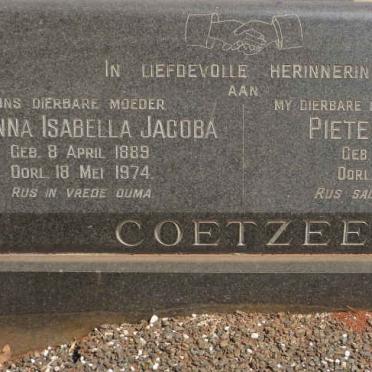 IN LIEFDEVOLLE HERINNERIN
AAN
ONS DIERBARE MOEDER
NNA ISABELLA JACOBA
GEB. 8 APRIL 1889
OORL. 18 MEI 1974
RUS IN VREDE OUMA
MY DIERBARE
PIETE
GEB
OORL
RUS SA
COETZEE